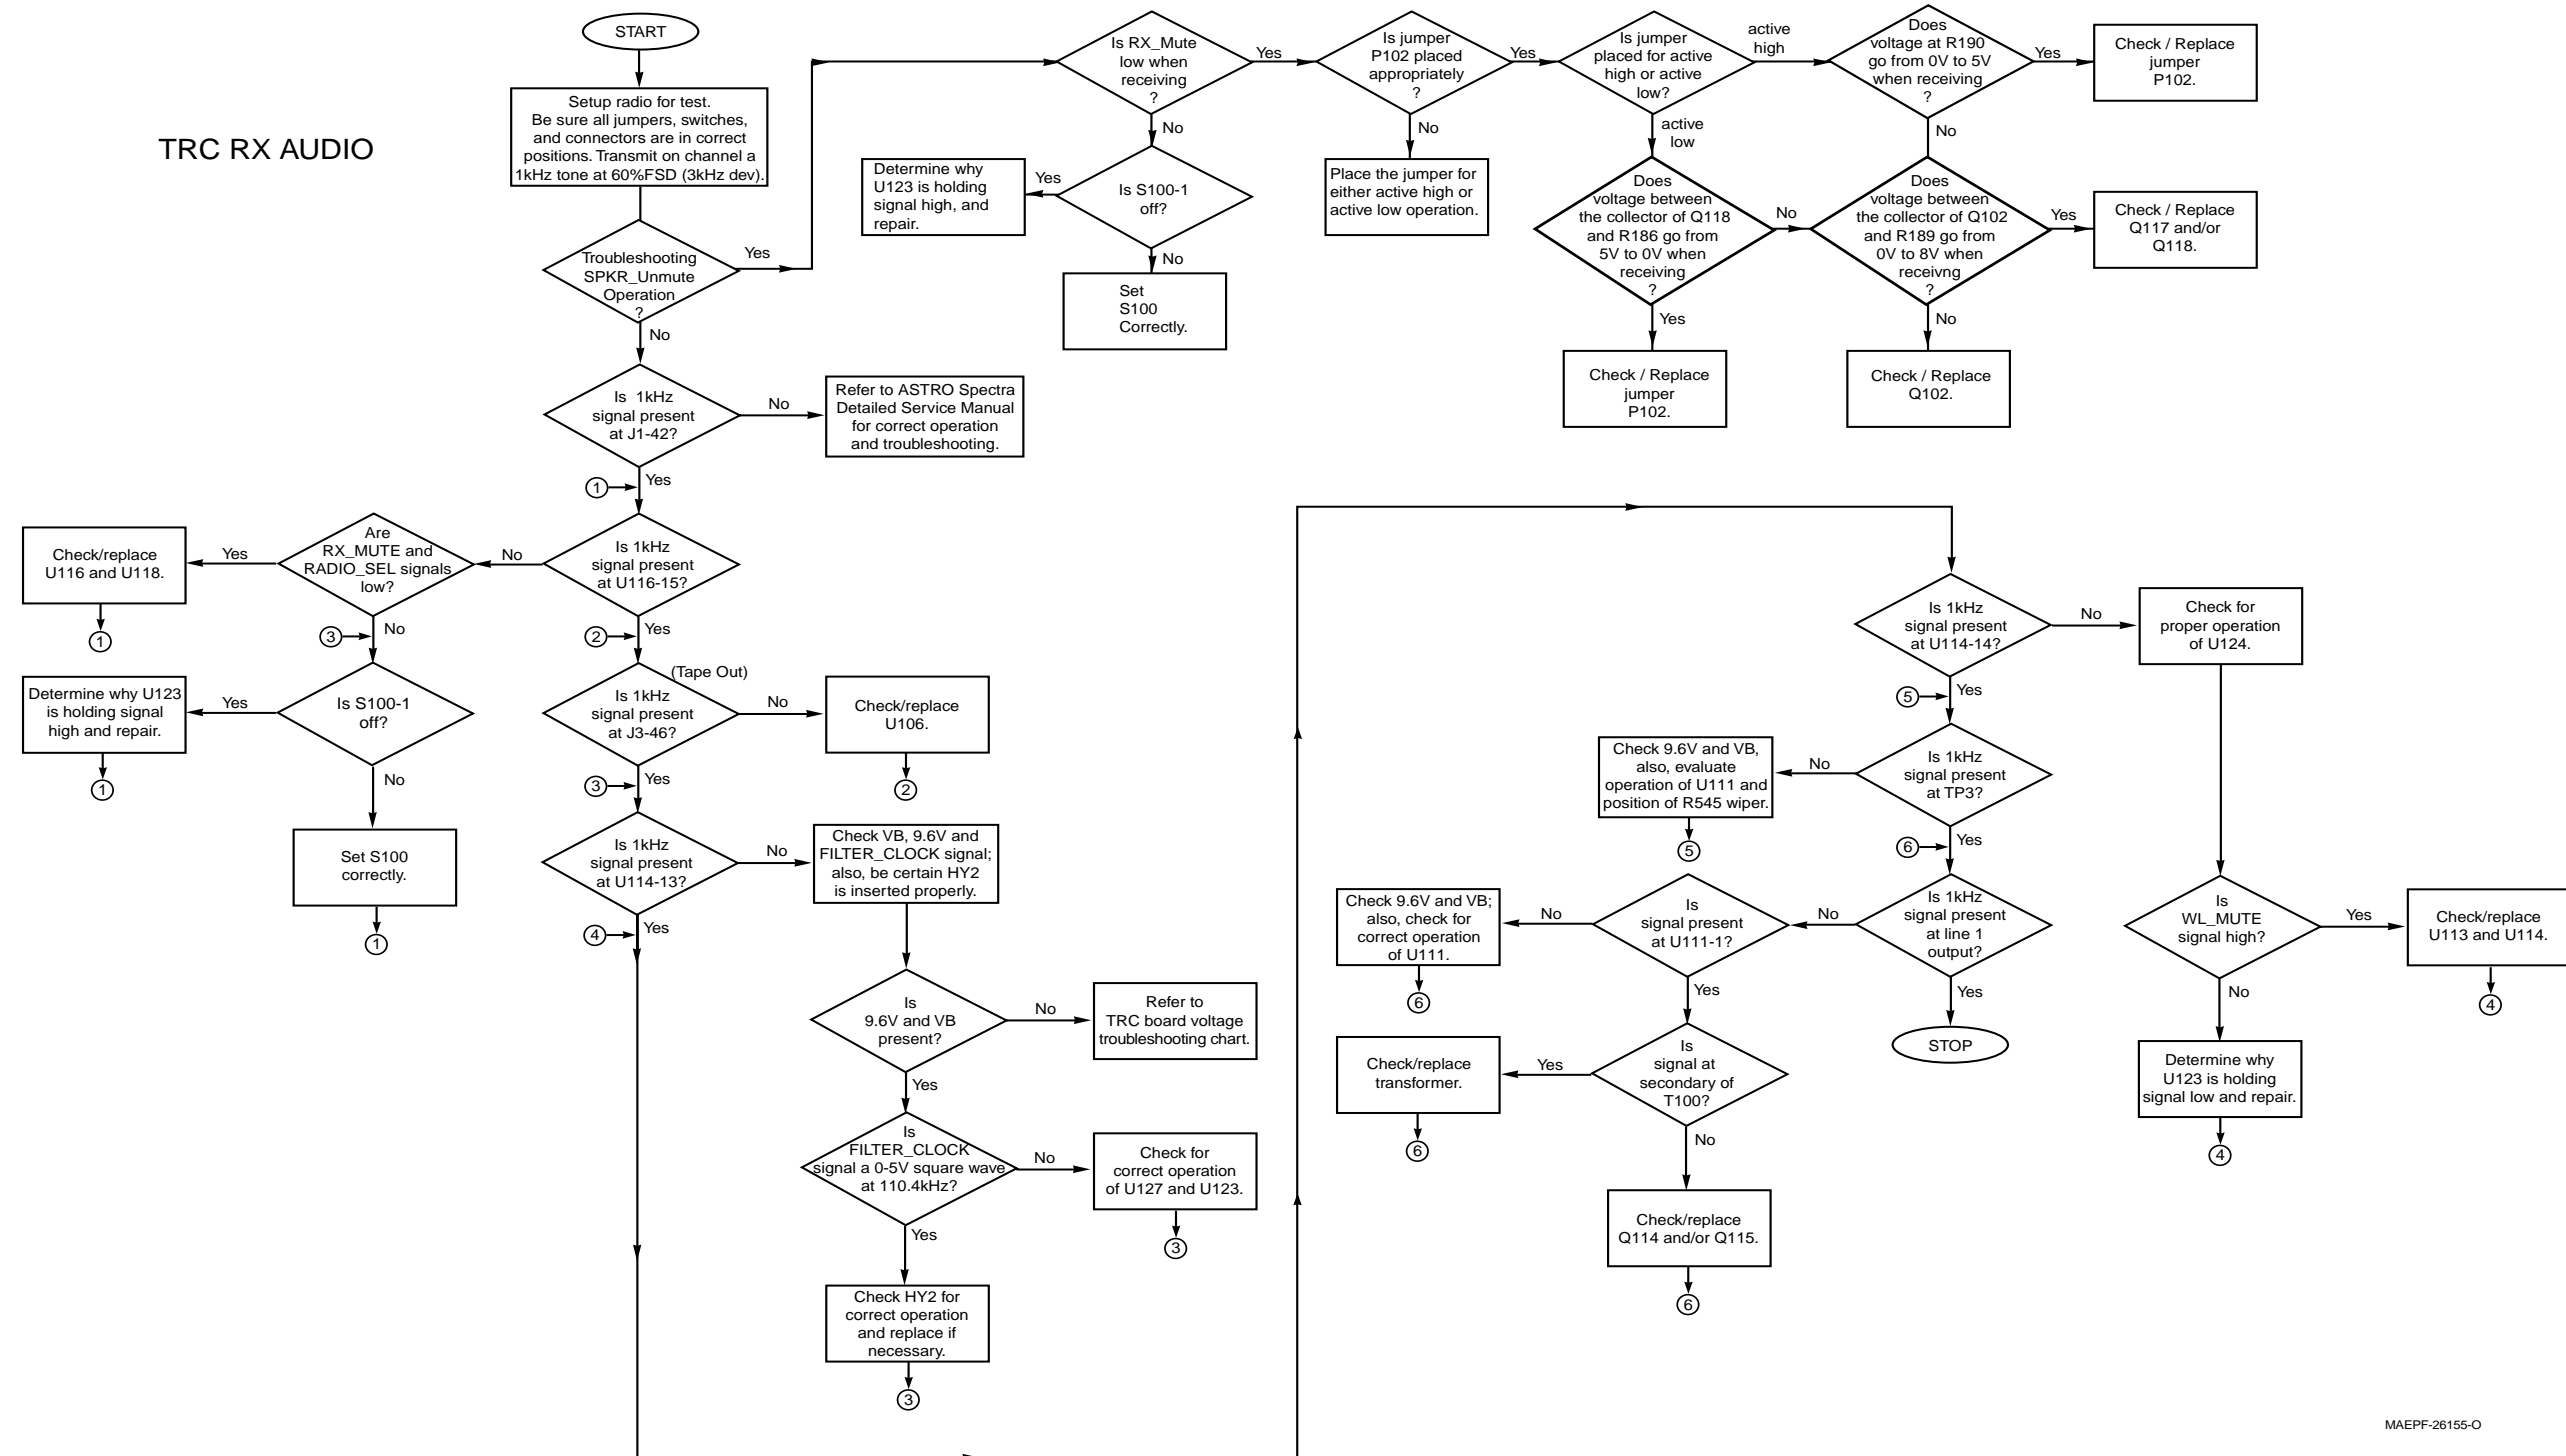 TRC RX AUDIO
START
Setup radio for test.
Be sure all jumpers, switches,
and connectors are in correct
positions. Transmit on channel a
1kHz tone at 60%FSD (3kHz dev).
Troubleshooting
SPKR_Unmute
Operation
?
Yes
No
Is RX_Mute
low when
receiving
?
Yes
No
Is S100-1
off?
Yes
Determine why
U123 is holding
signal high, and
repair.
No
Set
S100
Correctly.
Is jumper
P102 placed
appropriately
?
Yes
No
Place the jumper for
either active high or
active low operation.
Is jumper
placed for active
high or active
low?
active
high
active
low
Does
voltage at R190
go from 0V to 5V
when receiving
?
Yes
Check / Replace
jumper
P102.
No
Does
voltage between
the collector of Q118
and R186 go from
5V to 0V when
receiving
?
No
Yes
Check / Replace
jumper
P102.
Does
voltage between
the collector of Q102
and R189 go from
0V to 8V when
receivng
?
Yes
Check / Replace
Q117 and/or
Q118.
No
Check / Replace
Q102.
Is 1kHz
signal present
at J1-42?
No
Refer to ASTRO Spectra
Detailed Service Manual
for correct operation
and troubleshooting.
Yes
1
Is 1kHz
signal present
at U116-15?
No
Are
RX_MUTE and
RADIO_SEL signals
low?
Yes
Check/replace
U116 and U118.
1
No
3
Is S100-1
off?
Yes
Determine why U123
is holding signal
high and repair.
1
No
Set S100
correctly.
1
Yes
2
(Tape Out)
Is 1kHz
signal present
at J3-46?
No
Check/replace
U106.
2
Yes
3
Is 1kHz
signal present
at U114-13?
No
Check VB, 9.6V and
FILTER_CLOCK signal;
also, be certain HY2
is inserted properly.
Yes
4
Is
9.6V and VB
present?
No
Refer to
TRC board voltage
troubleshooting chart.
Yes
Is
FILTER_CLOCK
signal a 0-5V square wave
at 110.4kHz?
No
Check for
correct operation
of U127 and U123.
3
Yes
Check HY2 for
correct operation
and replace if
necessary.
3
Is 1kHz
signal present
at U114-14?
No
Check for
proper operation
of U124.
Yes
5
Is 1kHz
signal present
at TP3?
No
Check 9.6V and VB,
also, evaluate
operation of U111 and
position of R545 wiper.
5
Yes
6
Is 1kHz
signal present
at line 1
output?
No
Is
signal present
at U111-1?
No
Check 9.6V and VB;
also, check for
correct operation
of U111.
6
Yes
Is
signal at
secondary of
T100?
Yes
Check/replace
transformer.
6
No
Check/replace
Q114 and/or Q115.
6
Yes
STOP
Is
WL_MUTE
signal high?
Yes
Check/replace
U113 and U114.
4
No
Determine why
U123 is holding
signal low and repair.
4
MAEPF-26155-O